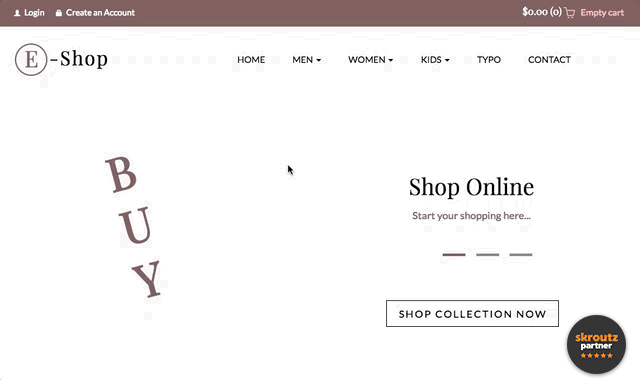 Login Create an Account $0.00 (0) Empty cart
E-Shop HOME MEN WOMEN KIDS TYPO CONTACT
B
U
Y
Shop Online
Start your shopping here...
SHOP COLLECTION NOW
skroutz
partner